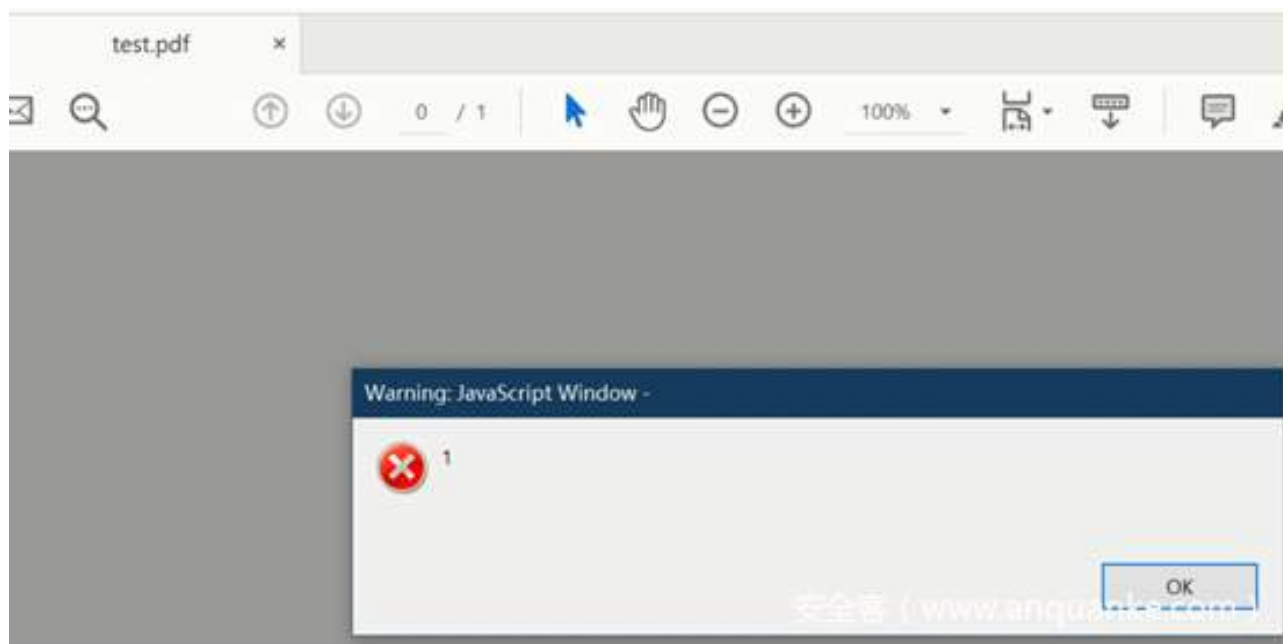 test.pdf ×
0 / 1
100%
Warning: JavaScript Window -
1
OK
安全客 ( www.anquanke.com )